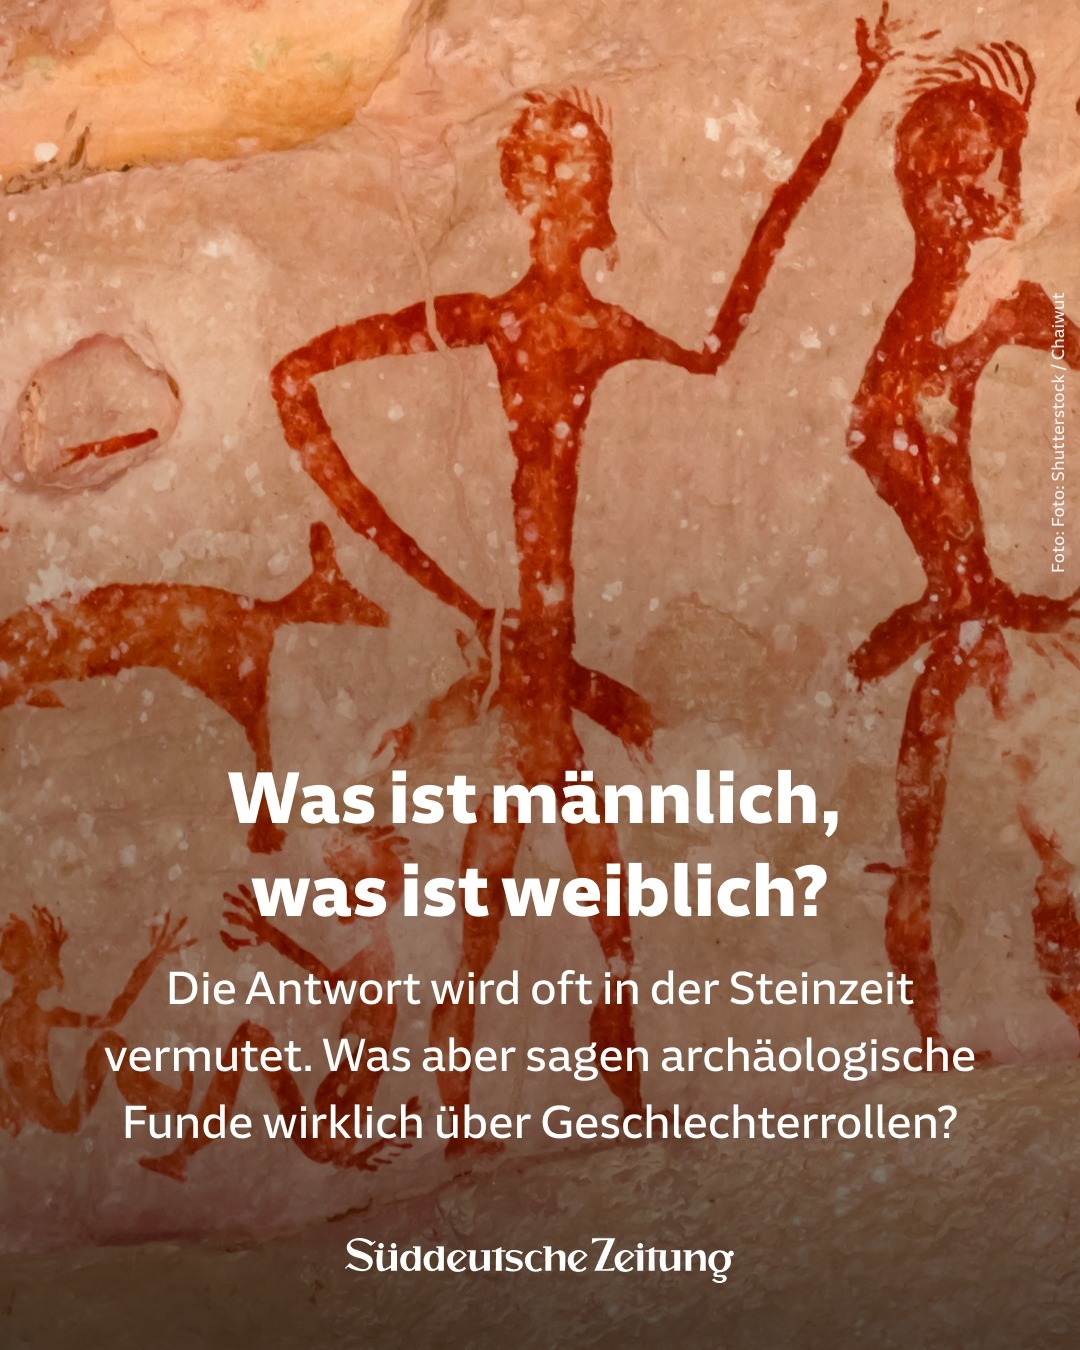 Foto: Foto: Shutterstock / Chaiwut
Was ist männlich,
was ist weiblich?
Die Antwort wird oft in der Steinzeit
vermutet. Was aber sagen archäologische
Funde wirklich über Geschlechterrollen?
Süddeutsche Zeitung